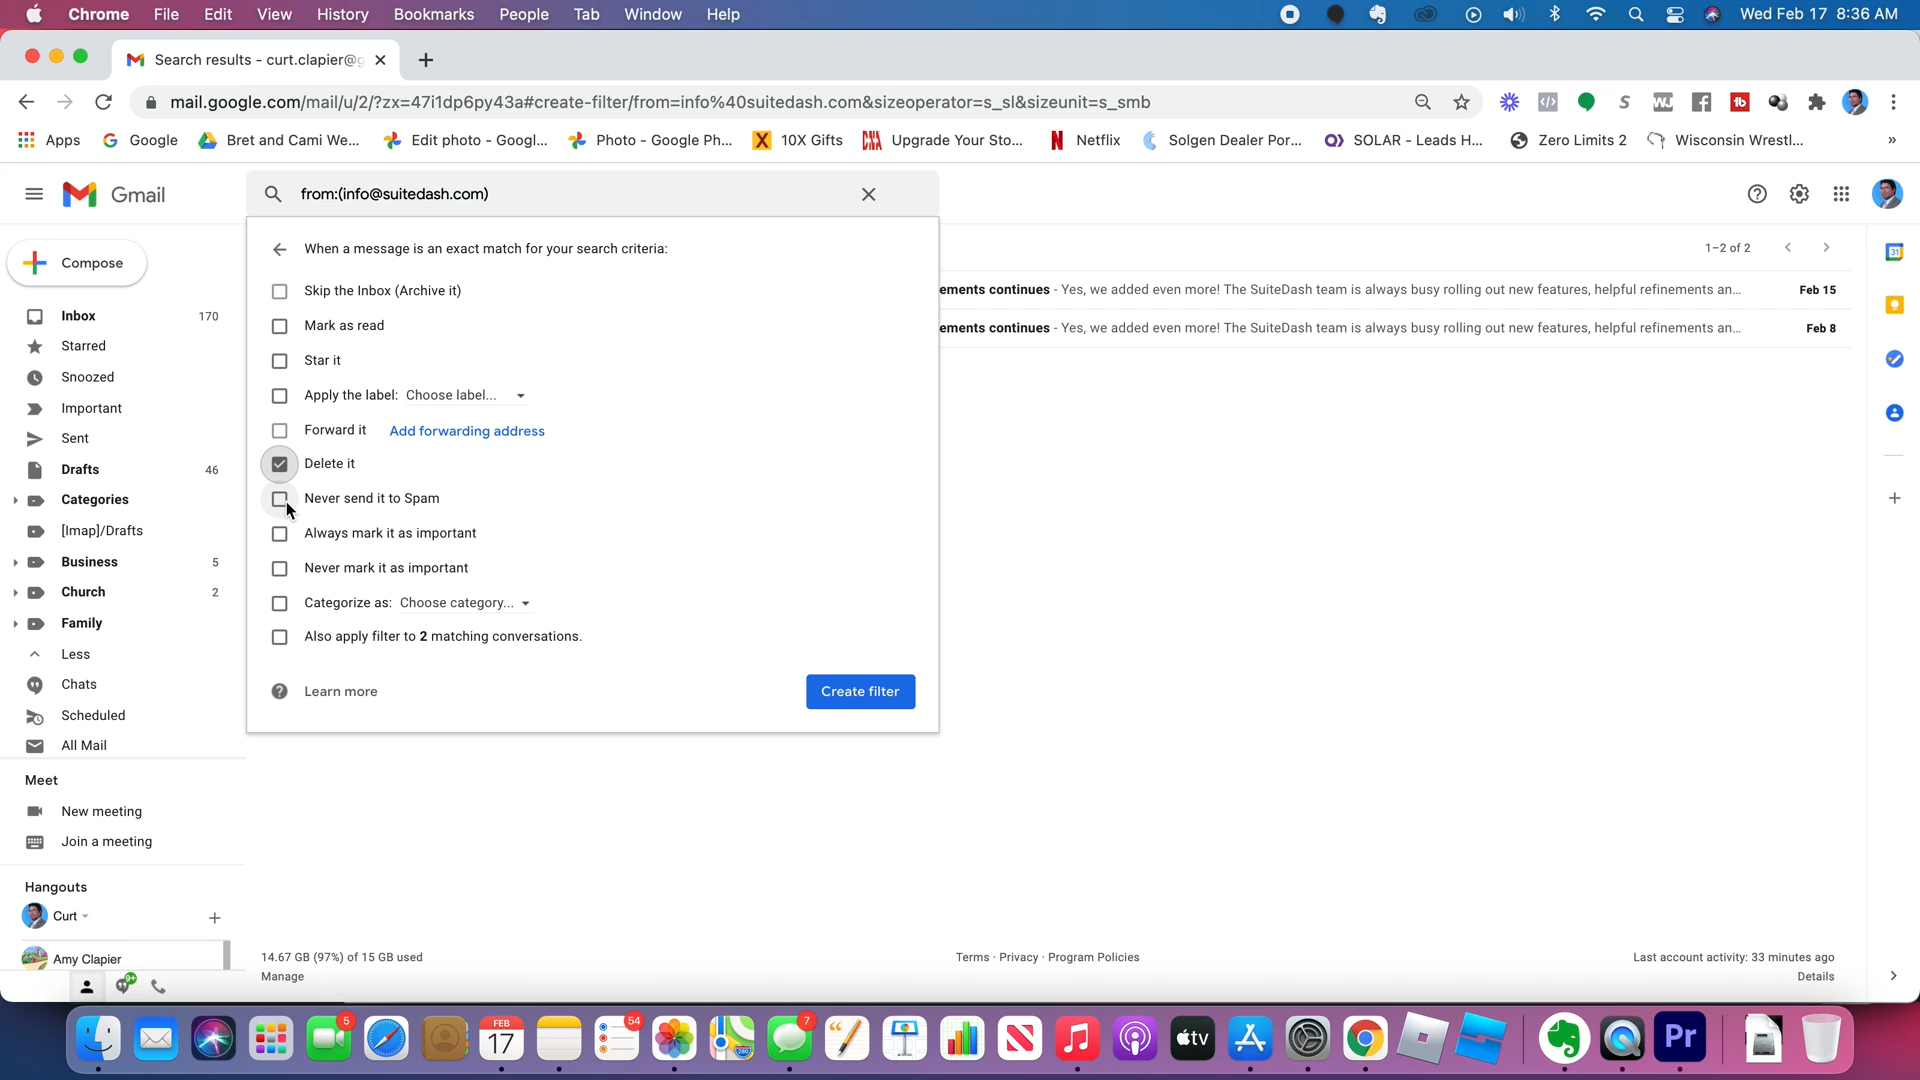 Chrome File Edit View History Bookmarks People Tab Window Help Wed Feb 17 8:36 AM
Search results - curt.clapier@g
mail.google.com/mail/u/2/?zx=47i1dp6py43a#create-filter/from=info%40suitedash.com&sizeoperator=s_sl&sizeunit=s_smb
Apps Google Bret and Cami We... Edit photo - Googl... Photo - Google Ph... 10X Gifts Upgrade Your Sto... Netflix Solgen Dealer Por... SOLAR - Leads H... Zero Limits 2 Wisconsin Wrestl... »
Gmail
from:(info@suitedash.com)
Compose
When a message is an exact match for your search criteria:
1–2 of 2
Skip the Inbox (Archive it)
ements continues - Yes, we added even more! The SuiteDash team is always busy rolling out new features, helpful refinements an... Feb 15
Inbox 170
Mark as read
ements continues - Yes, we added even more! The SuiteDash team is always busy rolling out new features, helpful refinements an... Feb 8
Starred
Star it
Snoozed
Apply the label: Choose label...
Important
Forward it Add forwarding address
Sent
Delete it
Drafts 46
Never send it to Spam
Categories
[Imap]/Drafts
Always mark it as important
Business 5
Never mark it as important
Church 2
Categorize as: Choose category...
Family
Also apply filter to 2 matching conversations.
Less
Chats
Learn more
Create filter
Scheduled
All Mail
Meet
New meeting
Join a meeting
Hangouts
Curt
Amy Clapier
14.67 GB (97%) of 15 GB used
Manage
Terms · Privacy · Program Policies
Last account activity: 33 minutes ago
Details
9+
5
FEB
17
54
7
280
tv
Pr